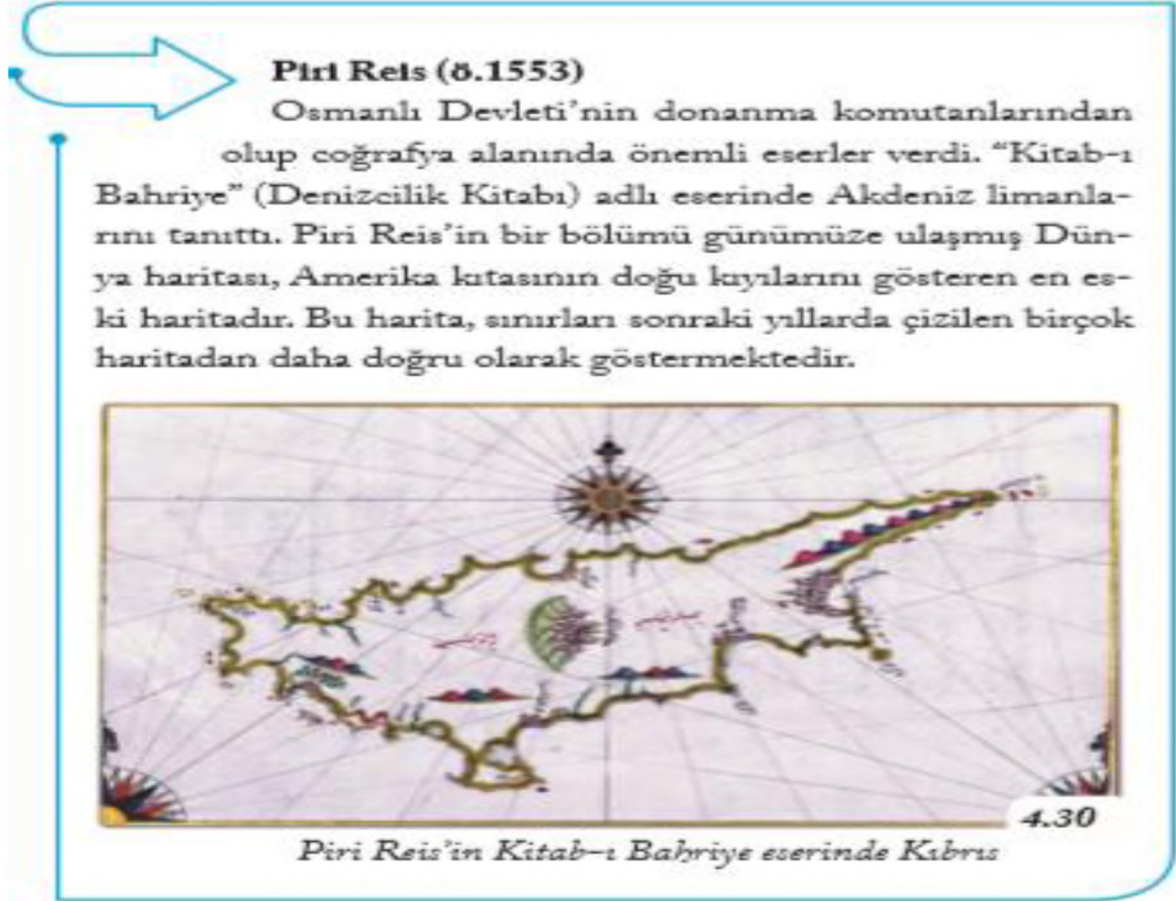 Piri Reis (ö.1553)
Osmanlı Devleti’nin donanma komutanlarından
olup coğrafya alanında önemli eserler verdi. “Kitab-ı
Bahriye” (Denizcilik Kitabı) adlı eserinde Akdeniz limanla-
rını tanıttı. Piri Reis’in bir bölümü günümüze ulaşmış Dün-
ya haritası, Amerika kıtasının doğu kıyılarını gösteren en es-
ki haritadır. Bu harita, sınırları sonraki yıllarda çizilen birçok
haritadan daha doğru olarak göstermektedir.
4.30
Piri Reis’in Kitab-ı Bahriye eserinde Kıbrıs